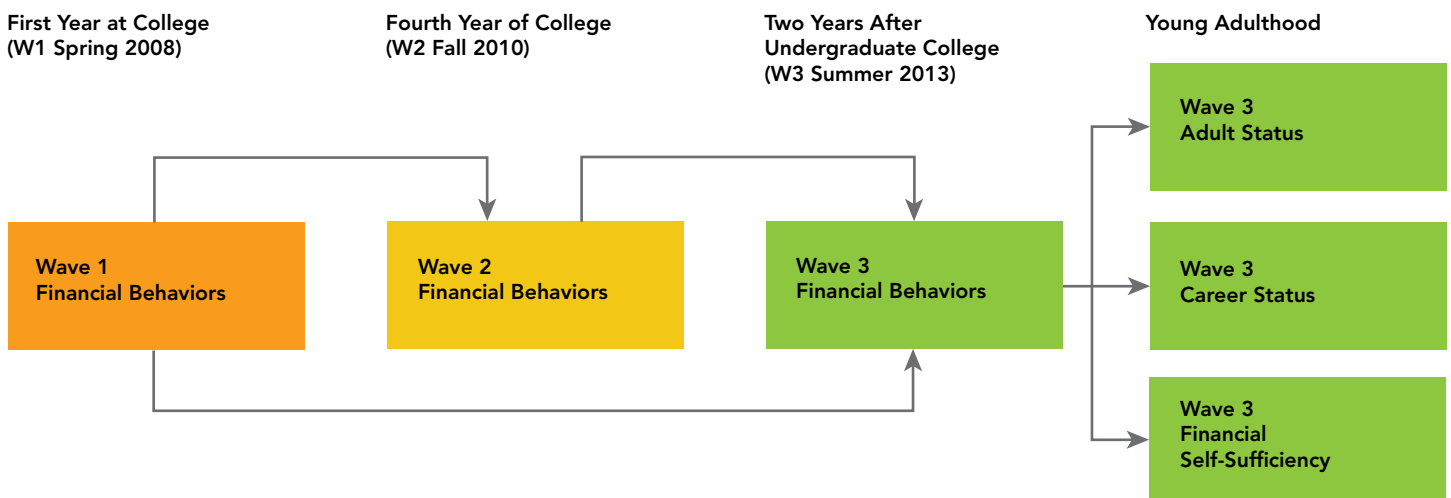 First Year at College
(W1 Spring 2008)
Fourth Year of College
(W2 Fall 2010)
Two Years After
Undergraduate College
(W3 Summer 2013)
Young Adulthood
Wave 1
Financial Behaviors
Wave 2
Financial Behaviors
Wave 3
Financial Behaviors
Wave 3
Adult Status
Wave 3
Career Status
Wave 3
Financial
Self-Sufficiency